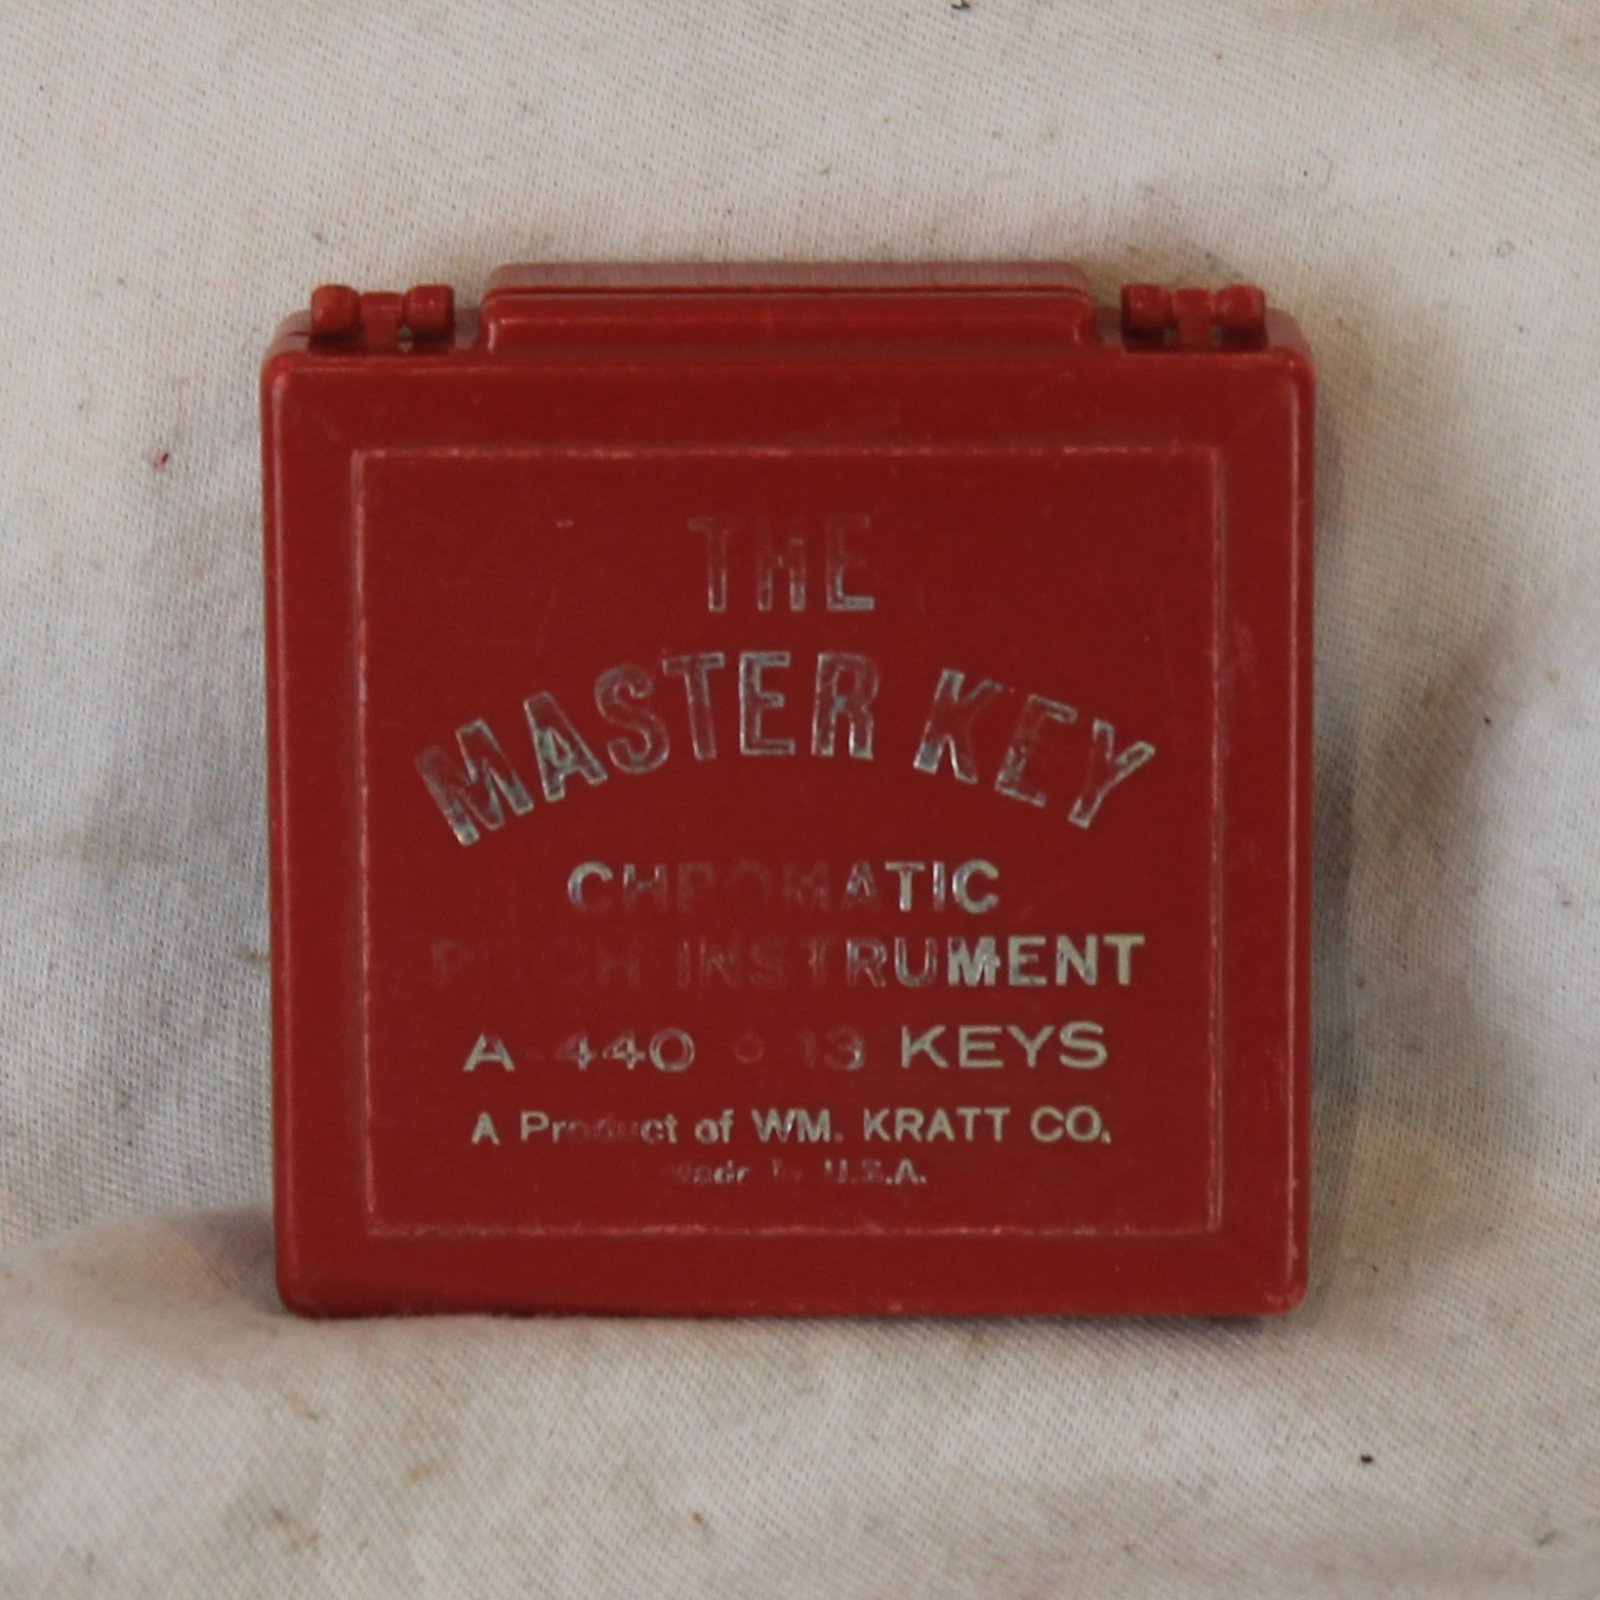 THE
MASTER KEY
CHROMATIC
PITCH INSTRUMENT
A-440 • 13 KEYS
A Product of WM. KRATT CO.
Made in U.S.A.